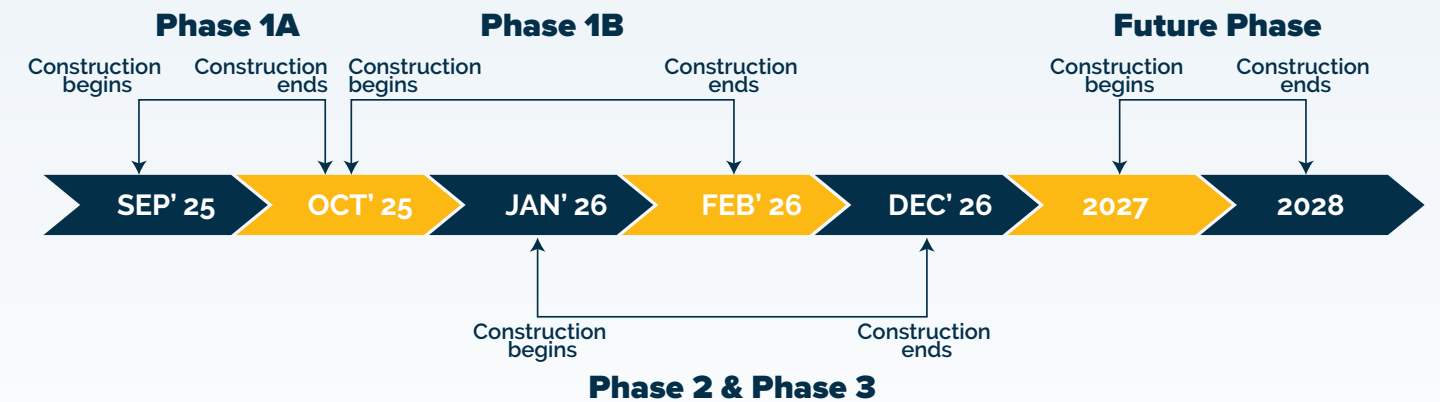 Phase 1A
Phase 1B
Future Phase
Construction
begins
Construction
ends
Construction
begins
Construction
ends
Construction
begins
Construction
ends
SEP’ 25
OCT’ 25
JAN’ 26
FEB’ 26
DEC’ 26
2027
2028
Construction
begins
Construction
ends
Phase 2 & Phase 3